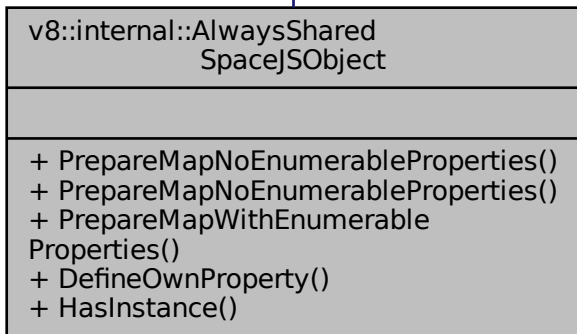 v8::internal::AlwaysShared
SpaceJSObject
+ PrepareMapNoEnumerableProperties()
+ PrepareMapNoEnumerableProperties()
+ PrepareMapWithEnumerable
Properties()
+ DefineOwnProperty()
+ HasInstance()